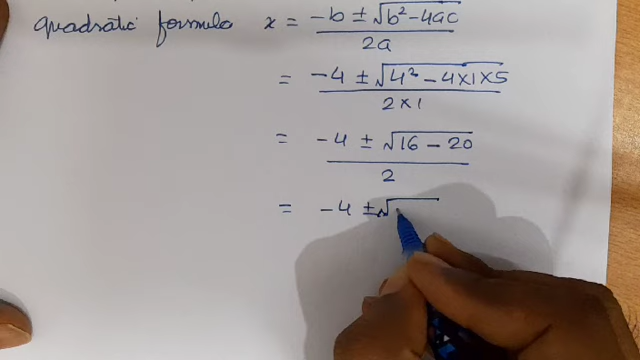 quadratic formula x = -b ± √b² - 4ac / 2a
= -4 ± √4² - 4×1×5 / 2×1
= -4 ± √16 - 20 / 2
= -4 ± √